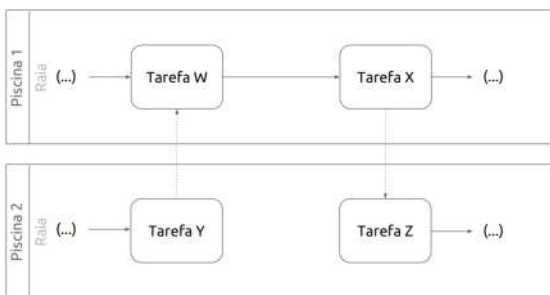 Piscina 1
Raia
(...)
Tarefa W
Tarefa X
(...)
Piscina 2
Raia
(...)
Tarefa Y
Tarefa Z
(...)